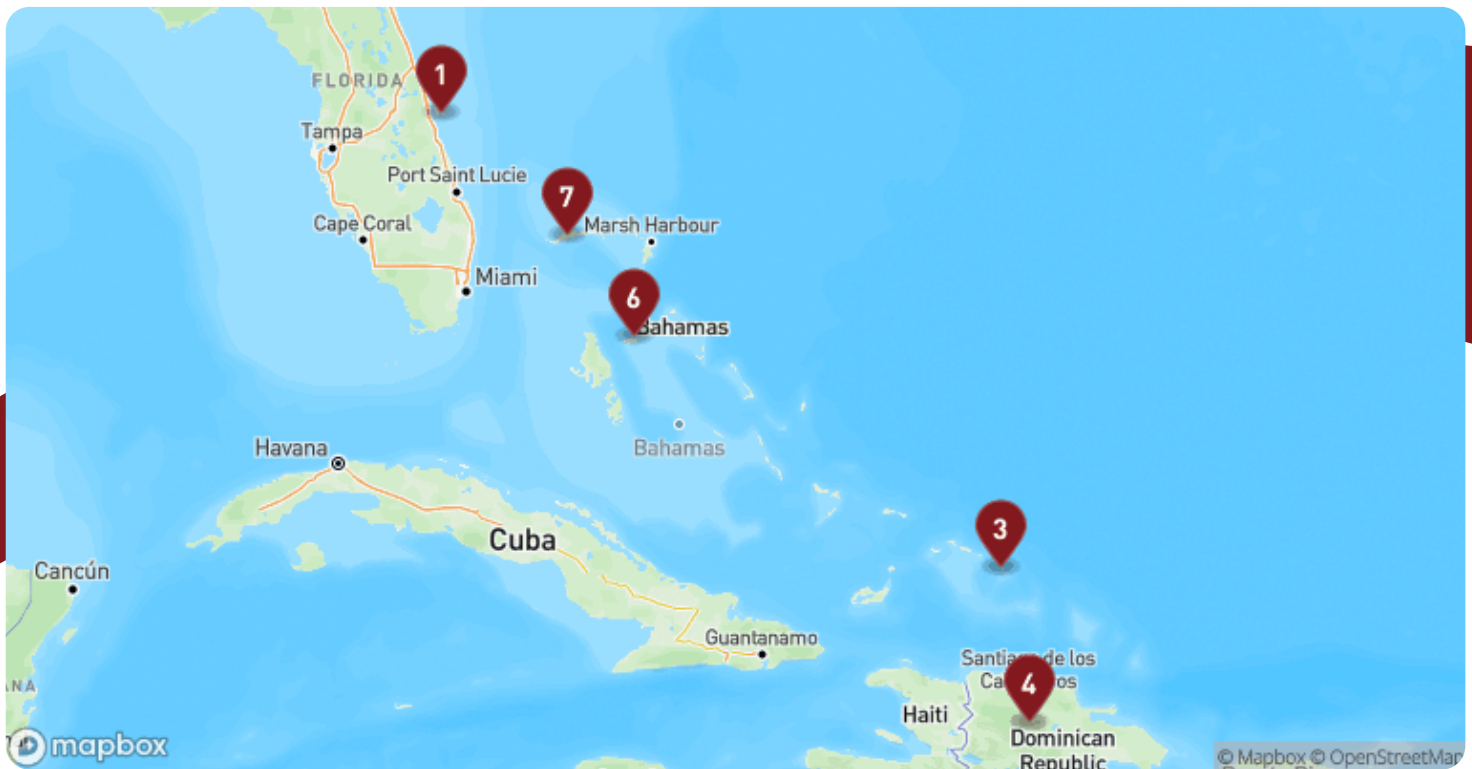 FLORIDA
1
Tampa
Port Saint Lucie
7
Cape Coral
Marsh Harbour
Miami
6
Bahamas
Havana
Bahamas
3
Cuba
Cancún
Guantanamo
Santiago de los
4
Haiti
Dominican
Republic
mapbox
© Mapbox © OpenStreetMap